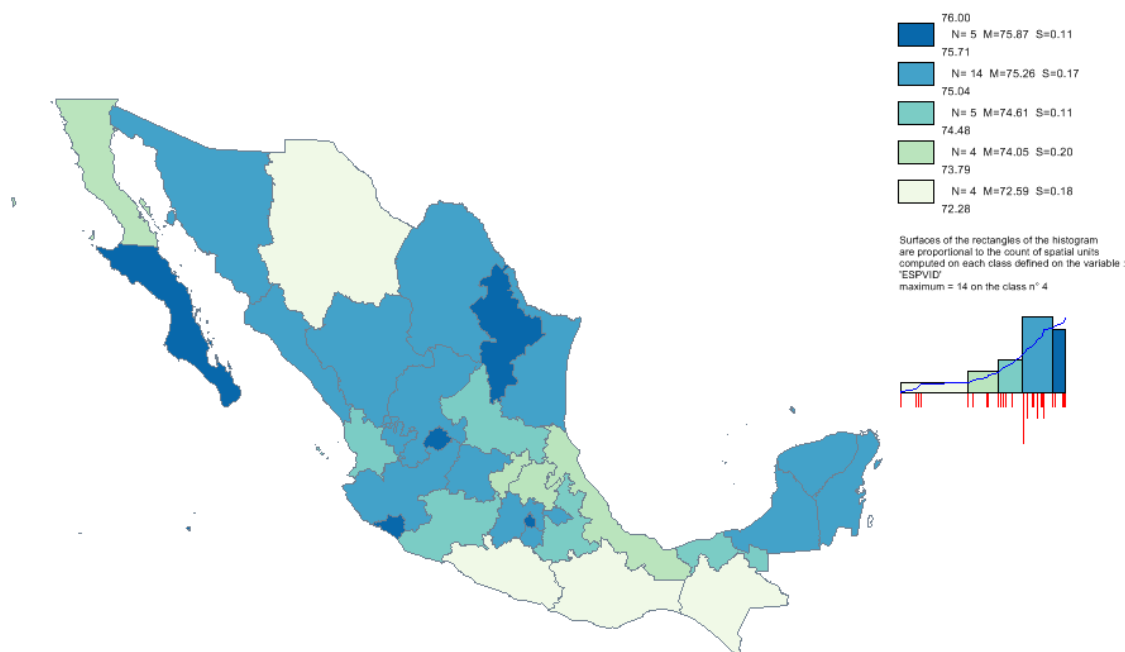 76.00
N= 5 M=75.87 S=0.11
75.71
N= 14 M=75.26 S=0.17
75.04
N= 5 M=74.61 S=0.11
74.48
N= 4 M=74.05 S=0.20
73.79
N= 4 M=72.59 S=0.18
72.28
Surfaces of the rectangles of the histogram
are proportional to the count of spatial units
computed on each class defined on the variable :
'ESPVID'
maximum = 14 on the class n° 4